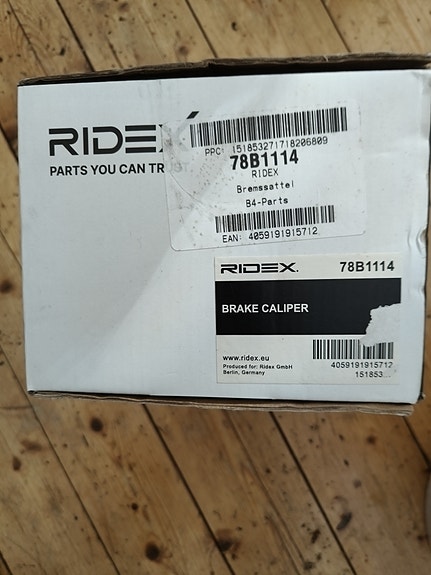 RIDEX
PARTS YOU CAN TR
PPC: 151853271718206809
78B1114
RIDEX
Bremssattel
B4-Parts
EAN: 4059191915712
RIDEX. 78B1114
BRAKE CALIPER
www.ridex.eu
Produced for: Ridex GmbH
Berlin, Germany
4059191915712
151853...